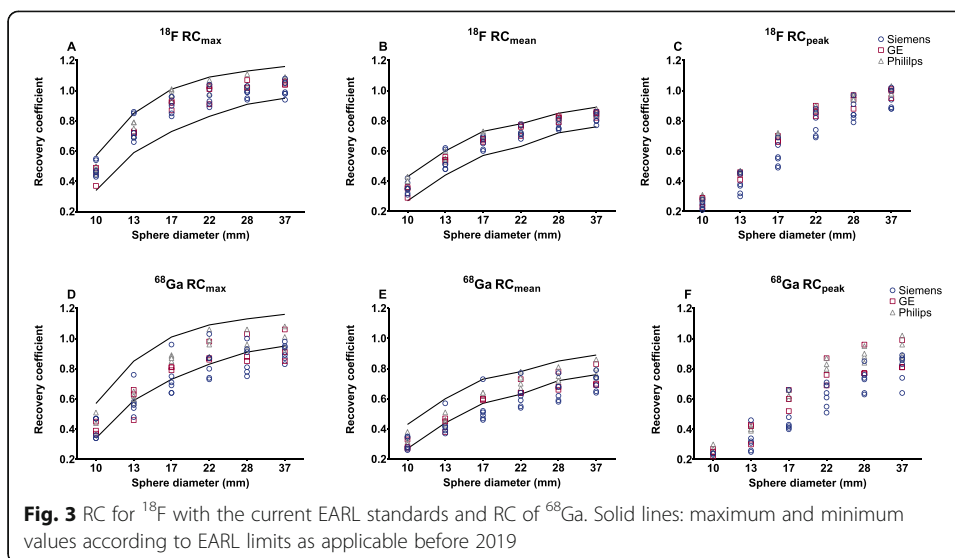 18F RCmax
18F RCmean
18F RCpeak
A
B
C
Siemens
GE
Phililps
Recovery coefficient
1.2
1.0
0.8
0.6
0.4
0.2
10 13 17 22 28 37
Sphere diameter (mm)
Recovery coefficient
1.2
1.0
0.8
0.6
0.4
0.2
10 13 17 22 28 37
Sphere diameter (mm)
Recovery coefficient
1.2
1.0
0.8
0.6
0.4
0.2
10 13 17 22 28 37
Sphere diameter (mm)
68Ga RCmax
68Ga RCmean
68Ga RCpeak
D
E
F
Siemens
GE
Philips
Recovery coefficient
1.2
1.0
0.8
0.6
0.4
0.2
10 13 17 22 28 37
Sphere diameter (mm)
Recovery coefficient
1.2
1.0
0.8
0.6
0.4
0.2
10 13 17 22 28 37
Sphere diameter (mm)
Recovery coefficient
1.2
1.0
0.8
0.6
0.4
0.2
10 13 17 22 28 37
Sphere diameter (mm)
Fig. 3 RC for 18F with the current EARL standards and RC of 68Ga. Solid lines: maximum and minimum
values according to EARL limits as applicable before 2019